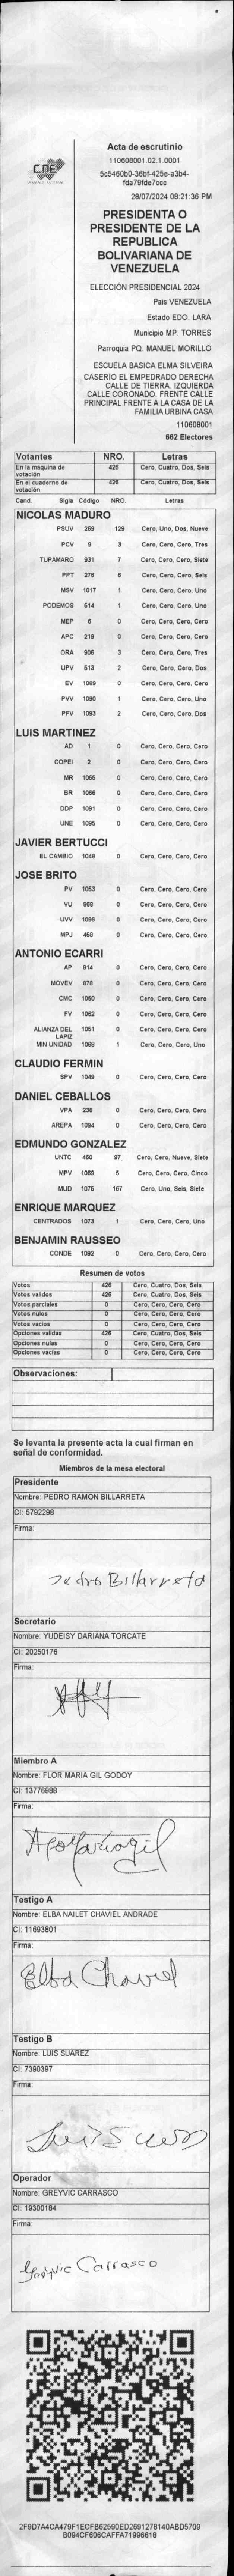 CNE
Acta de escrutinio
110608001.02.1.0001
5c5460b0-36bf-425e-a3b4-
fda79fde7ccc
28/07/2024 08:21:36 PM
PRESIDENTA O
PRESIDENTE DE LA
REPUBLICA
BOLIVARIANA DE
VENEZUELA
ELECCIÓN PRESIDENCIAL 2024
Pais VENEZUELA
Estado EDO. LARA
Municipio MP. TORRES
Parroquia PQ. MANUEL MORILLO
ESCUELA BASICA ELMA SILVEIRA
CASERIO EL EMPEDRADO DERECHA
CALLE DE TIERRA. IZQUIERDA
CALLE CORONADO. FRENTE CALLE
PRINCIPAL FRENTE A LA CASA DE LA
FAMILIA URBINA CASA
110608001
662 Electores
Votantes NRO. Letras
En la máquina de votación 426 Cero, Cuatro, Dos, Seis
En el cuaderno de votación 426 Cero, Cuatro, Dos, Seis
Cand. Sigla Código NRO. Letras
NICOLAS MADURO
PSUV 269 129 Cero, Uno, Dos, Nueve
PCV 9 3 Cero, Cero, Cero, Tres
TUPAMARO 931 7 Cero, Cero, Cero, Siete
PPT 276 6 Cero, Cero, Cero, Seis
MSV 1017 1 Cero, Cero, Cero, Uno
PODEMOS 514 1 Cero, Cero, Cero, Uno
MEP 6 0 Cero, Cero, Cero, Cero
APC 219 0 Cero, Cero, Cero, Cero
ORA 906 3 Cero, Cero, Cero, Tres
UPV 513 2 Cero, Cero, Cero, Dos
EV 1089 0 Cero, Cero, Cero, Cero
PVV 1090 1 Cero, Cero, Cero, Uno
PFV 1093 2 Cero, Cero, Cero, Dos
LUIS MARTINEZ
AD 1 0 Cero, Cero, Cero, Cero
COPEI 2 0 Cero, Cero, Cero, Cero
MR 1055 0 Cero, Cero, Cero, Cero
BR 1066 0 Cero, Cero, Cero, Cero
DDP 1091 0 Cero, Cero, Cero, Cero
UNE 1095 0 Cero, Cero, Cero, Cero
JAVIER BERTUCCI
EL CAMBIO 1048 0 Cero, Cero, Cero, Cero
JOSE BRITO
PV 1053 0 Cero, Cero, Cero, Cero
VU 968 0 Cero, Cero, Cero, Cero
UVV 1096 0 Cero, Cero, Cero, Cero
MPJ 458 0 Cero, Cero, Cero, Cero
ANTONIO ECARRI
AP 814 0 Cero, Cero, Cero, Cero
MOVEV 878 0 Cero, Cero, Cero, Cero
CMC 1050 0 Cero, Cero, Cero, Cero
FV 1062 0 Cero, Cero, Cero, Cero
ALIANZA DEL LAPIZ 1051 0 Cero, Cero, Cero, Cero
MIN UNIDAD 1069 1 Cero, Cero, Cero, Uno
CLAUDIO FERMIN
SPV 1049 0 Cero, Cero, Cero, Cero
DANIEL CEBALLOS
VPA 236 0 Cero, Cero, Cero, Cero
AREPA 1094 0 Cero, Cero, Cero, Cero
EDMUNDO GONZALEZ
UNTC 460 97 Cero, Cero, Nueve, Siete
MPV 1089 5 Cero, Cero, Cero, Cinco
MUD 1075 167 Cero, Uno, Seis, Siete
ENRIQUE MARQUEZ
CENTRADOS 1073 1 Cero, Cero, Cero, Uno
BENJAMIN RAUSSEO
CONDE 1092 0 Cero, Cero, Cero, Cero
Resumen de votos
Votos 426 Cero, Cuatro, Dos, Seis
Votos validos 426 Cero, Cuatro, Dos, Seis
Votos parciales 0 Cero, Cero, Cero, Cero
Votos nulos 0 Cero, Cero, Cero, Cero
Votos vacios 0 Cero, Cero, Cero, Cero
Opciones validas 426 Cero, Cuatro, Dos, Seis
Opciones nulas 0 Cero, Cero, Cero, Cero
Opciones vacias 0 Cero, Cero, Cero, Cero
Observaciones:
Se levanta la presente acta la cual firman en
señal de conformidad.
Miembros de la mesa electoral
Presidente
Nombre: PEDRO RAMON BILLARRETA
CI: 5792298
Firma:
Pedro Billarreta
Secretario
Nombre: YUDEISY DARIANA TORCATE
CI: 20250176
Firma:
Miembro A
Nombre: FLOR MARIA GIL GODOY
CI: 13776988
Firma:
Testigo A
Nombre: ELBA NAILET CHAVIEL ANDRADE
CI: 11693801
Firma:
Elba Chaviel
Testigo B
Nombre: LUIS SUAREZ
CI: 7390397
Firma:
Operador
Nombre: GREYVIC CARRASCO
CI: 19300184
Firma:
Greyvic Carrasco
2F9D7A4CA479F1ECFB62590ED2691278140ABD5709
B094CF606CAFFA71996618